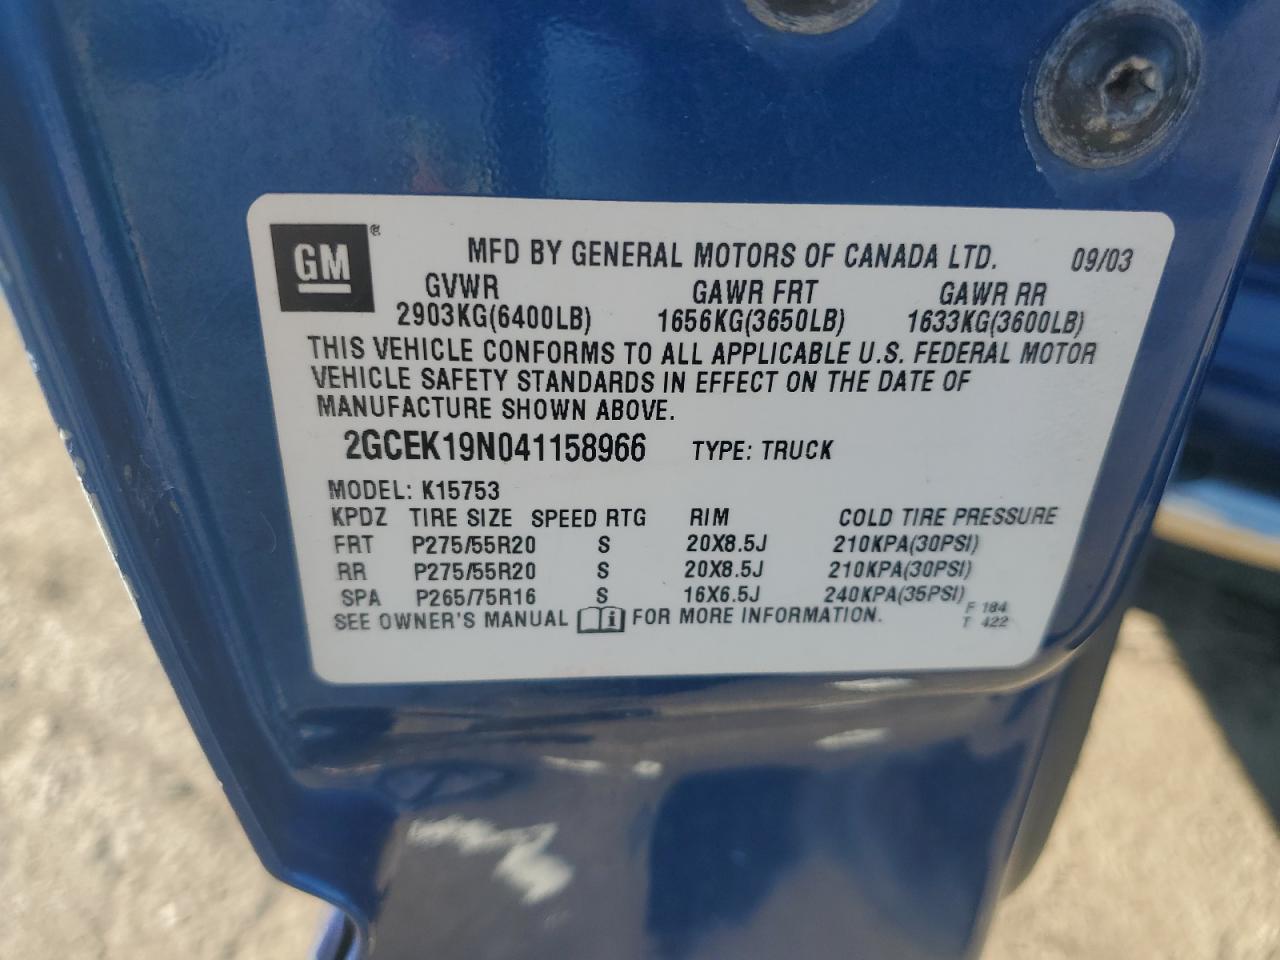 GM ®
MFD BY GENERAL MOTORS OF CANADA LTD. 09/03
GVWR GAWR FRT GAWR RR
2903KG(6400LB) 1656KG(3650LB) 1633KG(3600LB)
THIS VEHICLE CONFORMS TO ALL APPLICABLE U.S. FEDERAL MOTOR
VEHICLE SAFETY STANDARDS IN EFFECT ON THE DATE OF
MANUFACTURE SHOWN ABOVE.
2GCEK19N041158966 TYPE: TRUCK
MODEL: K15753
KPDZ TIRE SIZE SPEED RTG RIM COLD TIRE PRESSURE
FRT P275/55R20 S 20X8.5J 210KPA(30PSI)
RR P275/55R20 S 20X8.5J 210KPA(30PSI)
SPA P265/75R16 S 16X6.5J 240KPA(35PSI)
SEE OWNER'S MANUAL i FOR MORE INFORMATION.
F 184
T 422